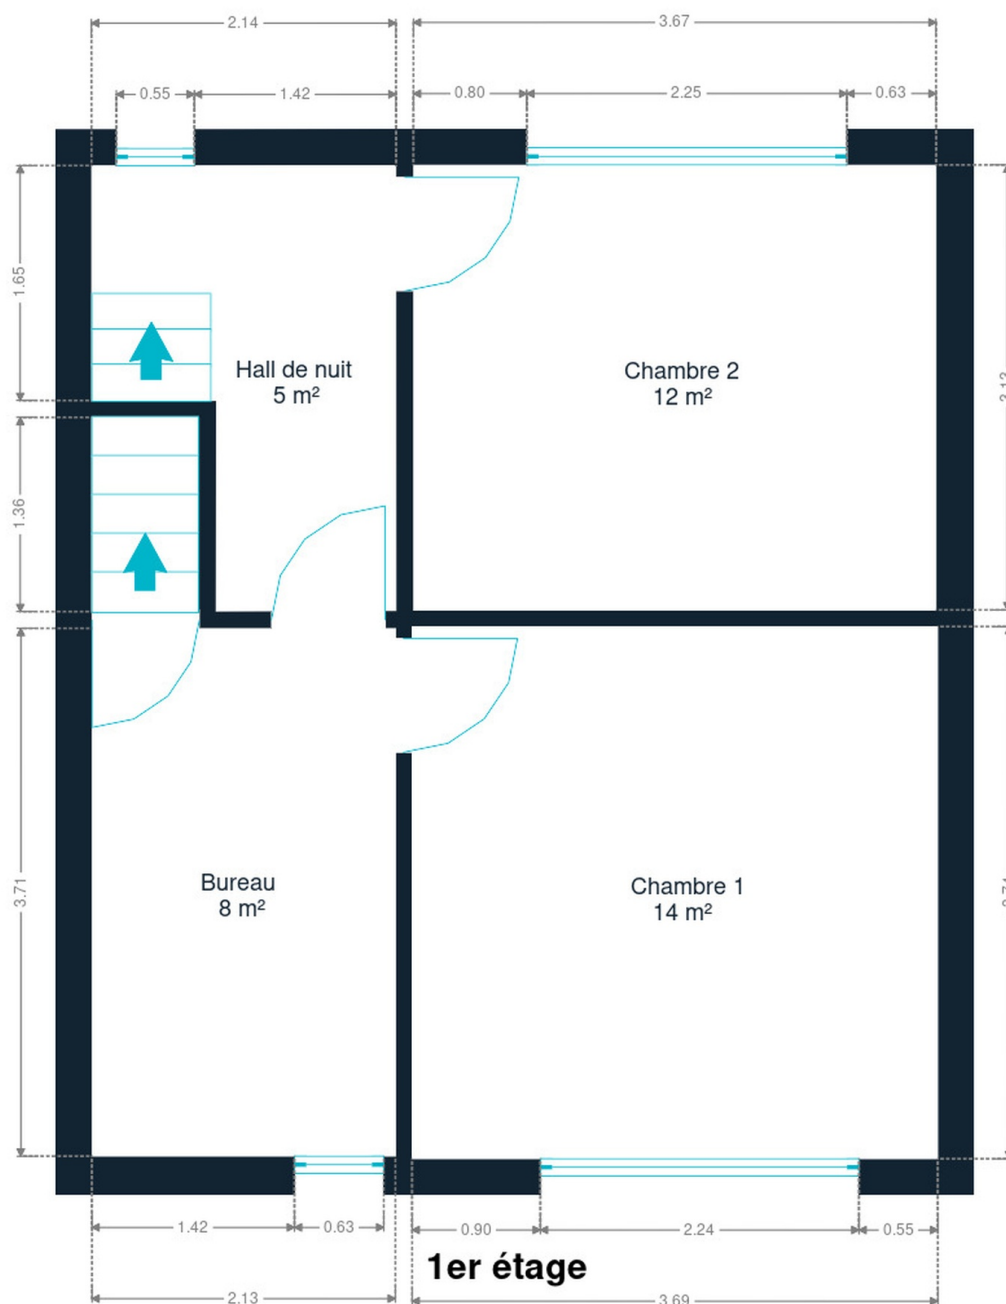 2.14
3.67
0.55
1.42
0.80
2.25
0.63
1.65
Hall de nuit
5 m²
Chambre 2
12 m²
1.36
3.71
Bureau
8 m²
Chambre 1
14 m²
1.42
0.63
0.90
2.24
0.55
1er étage
2.13
3.69